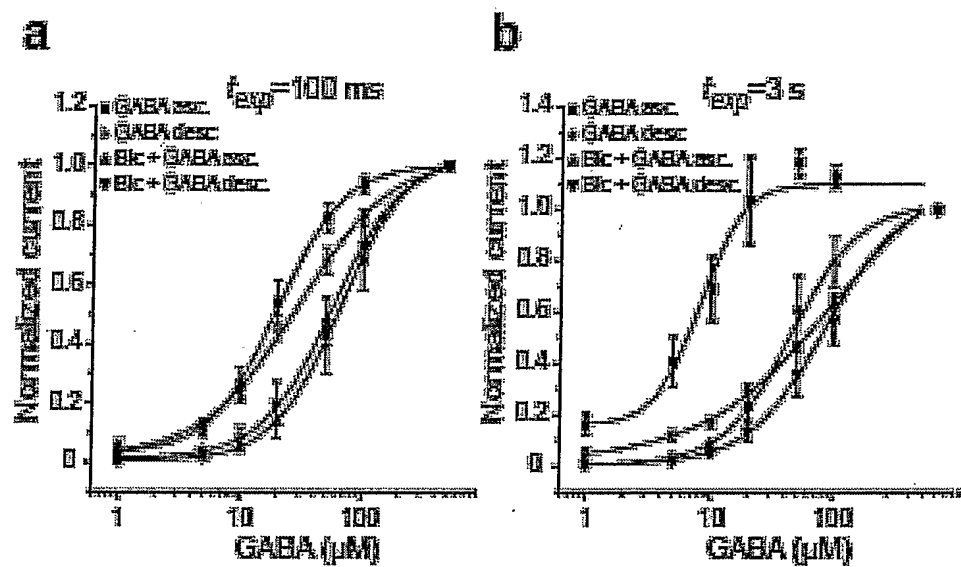 a
t_exp=100 ms
1.2
GABA asc.
GABA desc.
Bic + GABA asc.
Bic + GABA desc.
1.0
0.8
0.6
0.4
0.2
0
Normalized current
1
10
100
GABA (μM)
b
t_exp=3 s
1.4
GABA asc.
GABA desc.
Bic + GABA asc.
Bic + GABA desc.
1.2
1.0
0.8
0.6
0.4
0.2
0
Normalized current
1
10
100
GABA (μM)